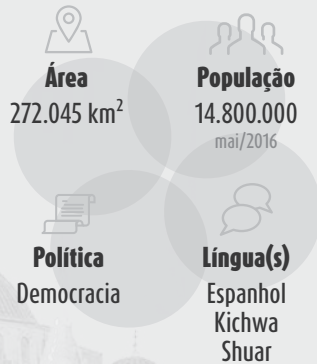 Área
272.045 km²
População
14.800.000
mai/2016
Política
Democracia
Língua(s)
Espanhol
Kichwa
Shuar